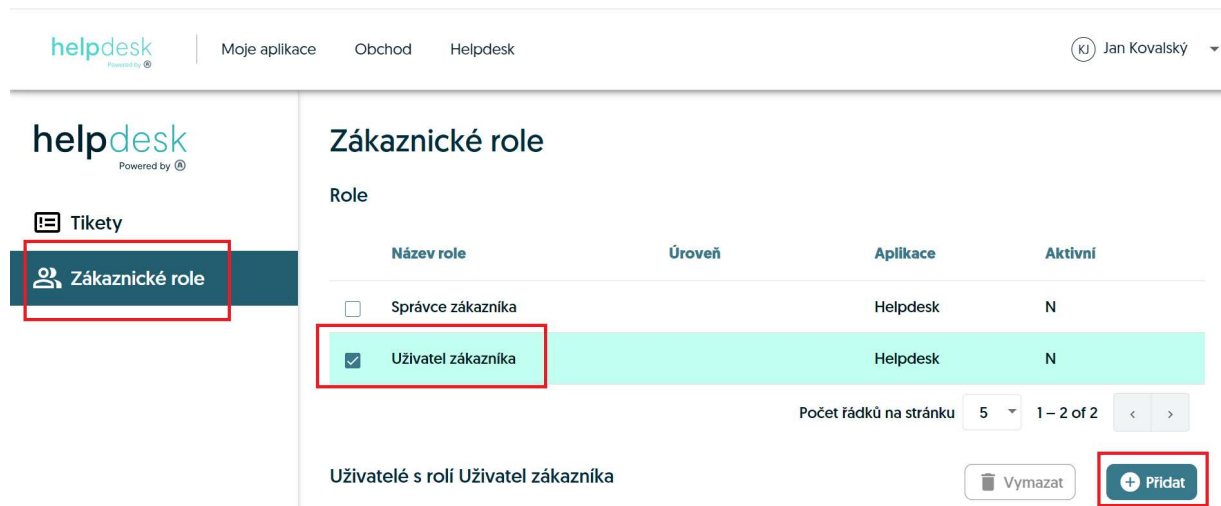 helpdesk Moje aplikace Obchod Helpdesk KJ Jan Kovalský
Powered by
helpdesk
Powered by
Tikety
Zákaznické role
Zákaznické role
Role
Název role Úroveň Aplikace Aktivní
Správce zákazníka Helpdesk N
Uživatel zákazníka Helpdesk N
Počet řádků na stránku 5 1 – 2 of 2
Uživatelé s rolí Uživatel zákazníka Vymazat Přidat